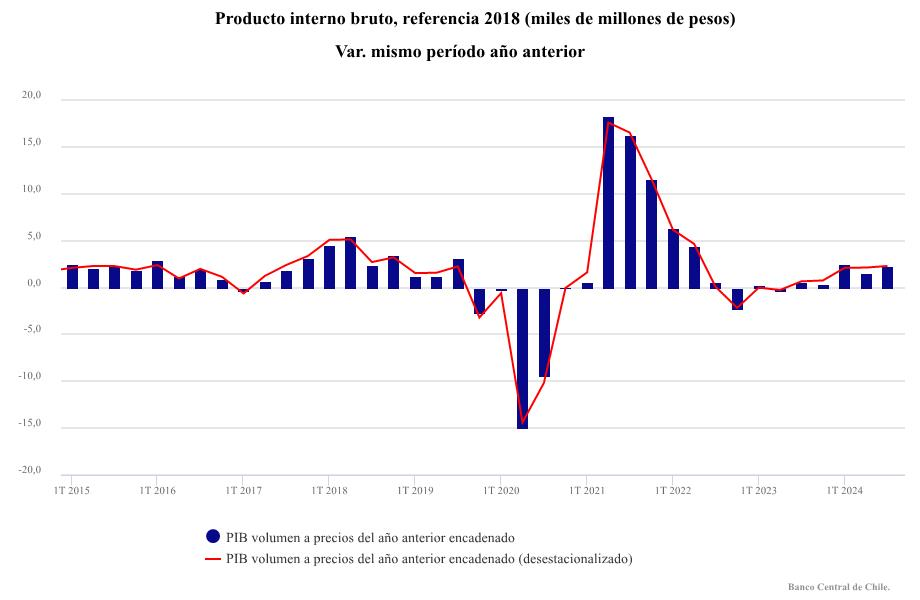 Producto interno bruto, referencia 2018 (miles de millones de pesos)
Var. mismo período año anterior
20,0
15,0
10,0
5,0
0,0
-5,0
-10,0
-15,0
-20,0
1T 2015 1T 2016 1T 2017 1T 2018 1T 2019 1T 2020 1T 2021 1T 2022 1T 2023 1T 2024
PIB volumen a precios del año anterior encadenado
PIB volumen a precios del año anterior encadenado (desestacionalizado)
Banco Central de Chile.